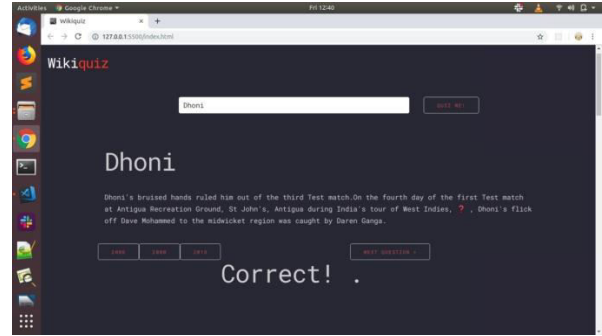 Activities Google Chrome Fri 12:40
Wikiquiz
127.0.0.1:5500/index.html
Wikiquiz
Dhoni QUIZ ME!
Dhoni
Dhoni's bruised hands ruled him out of the third Test match.On the fourth day of the first Test match
at Antigua Recreation Ground, St John's, Antigua during India's tour of West Indies, ? , Dhoni's flick
off Dave Mohammed to the midwicket region was caught by Daren Ganga.
NEXT QUESTION >
Correct! .